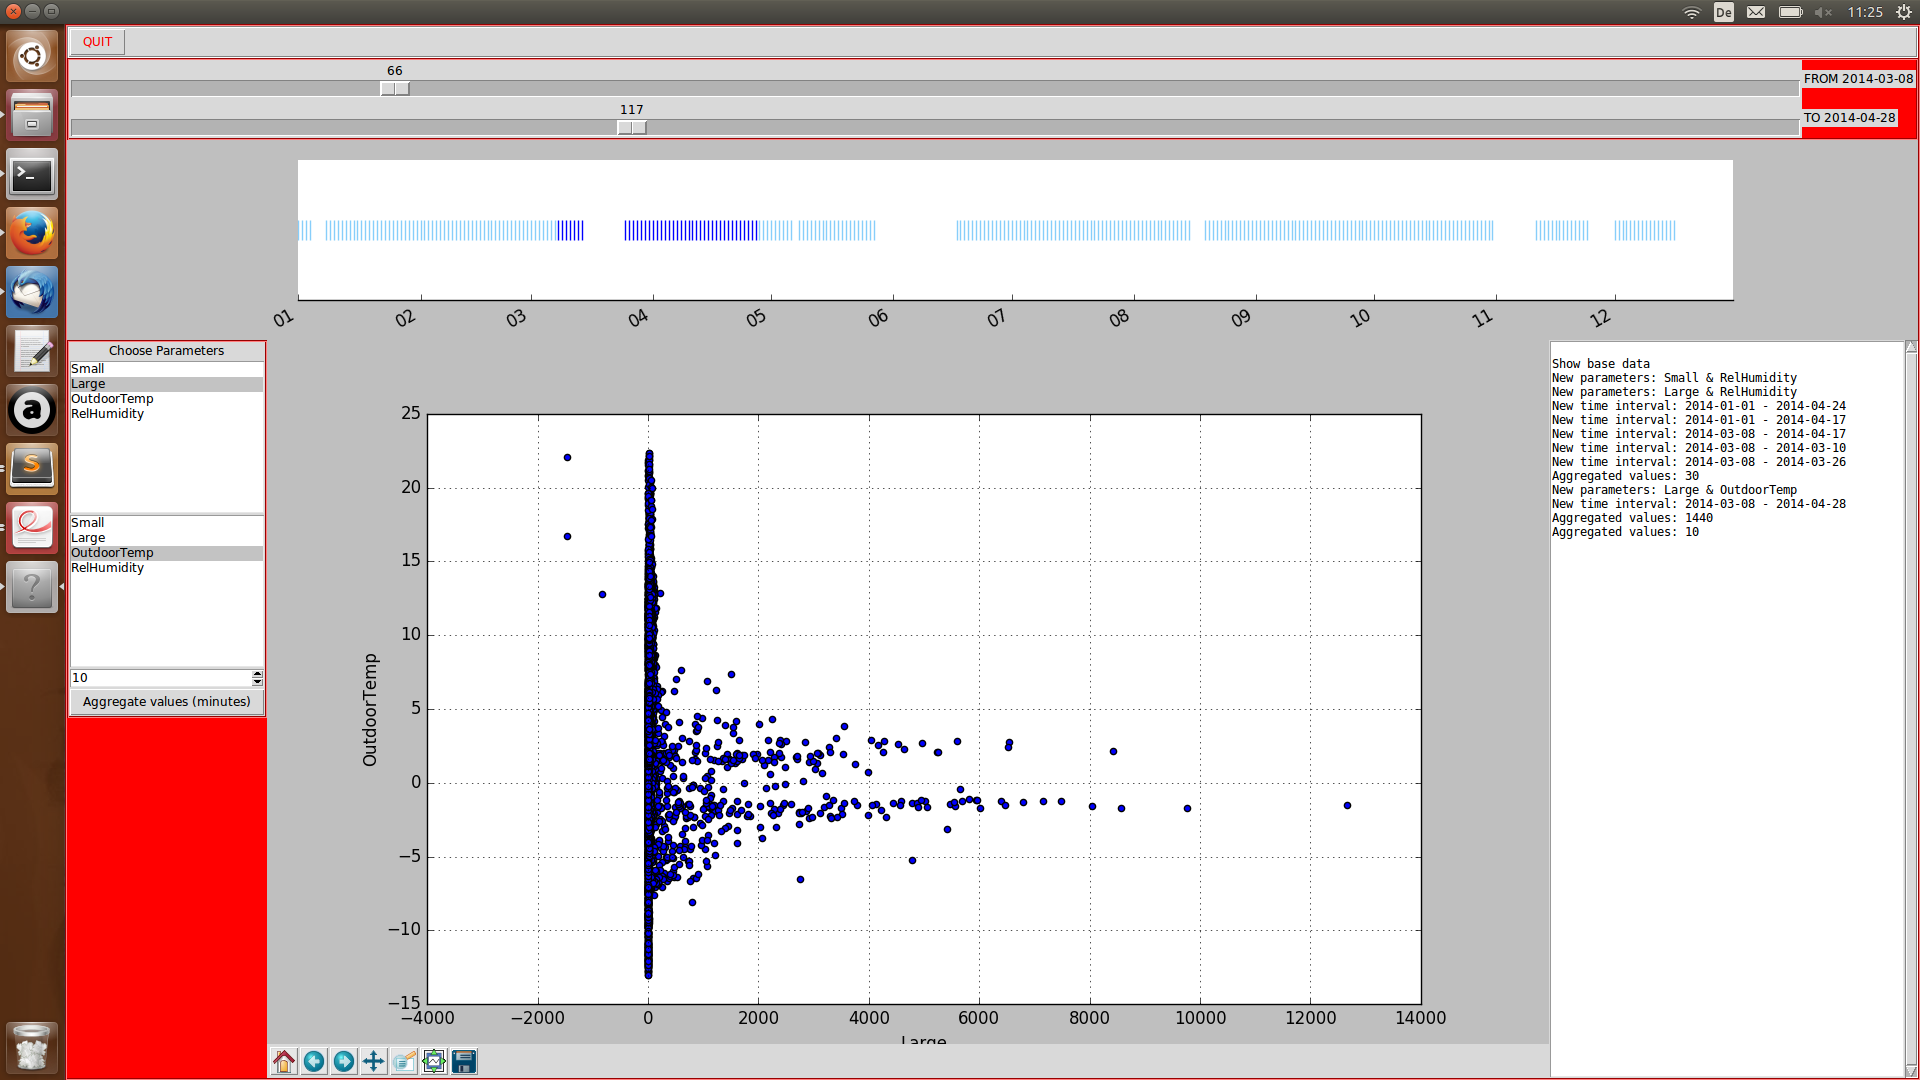 De
11:25
QUIT
66
FROM 2014-03-08
117
TO 2014-04-28
01 02 03 04 05 06 07 08 09 10 11 12
Choose Parameters
Small
Large
OutdoorTemp
RelHumidity
Small
Large
OutdoorTemp
RelHumidity
10
Aggregate values (minutes)
25
20
15
10
5
0
−5
−10
−15
OutdoorTemp
−4000 −2000 0 2000 4000 6000 8000 10000 12000 14000
Large
Show base data
New parameters: Small & RelHumidity
New parameters: Large & RelHumidity
New time interval: 2014-01-01 - 2014-04-24
New time interval: 2014-01-01 - 2014-04-17
New time interval: 2014-03-08 - 2014-04-17
New time interval: 2014-03-08 - 2014-03-10
New time interval: 2014-03-08 - 2014-03-26
Aggregated values: 30
New parameters: Large & OutdoorTemp
New time interval: 2014-03-08 - 2014-04-28
Aggregated values: 1440
Aggregated values: 10